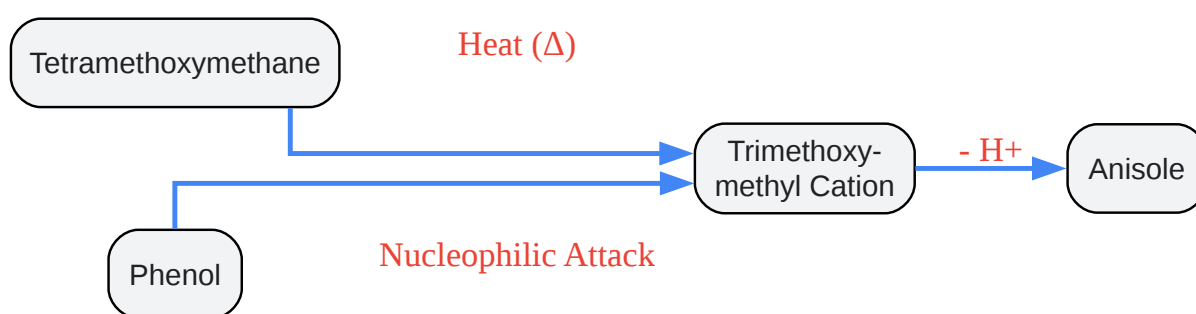 Tetramethoxymethane
Heat (Δ)
Trimethoxy-
methyl Cation
- H+
Anisole
Nucleophilic Attack
Phenol